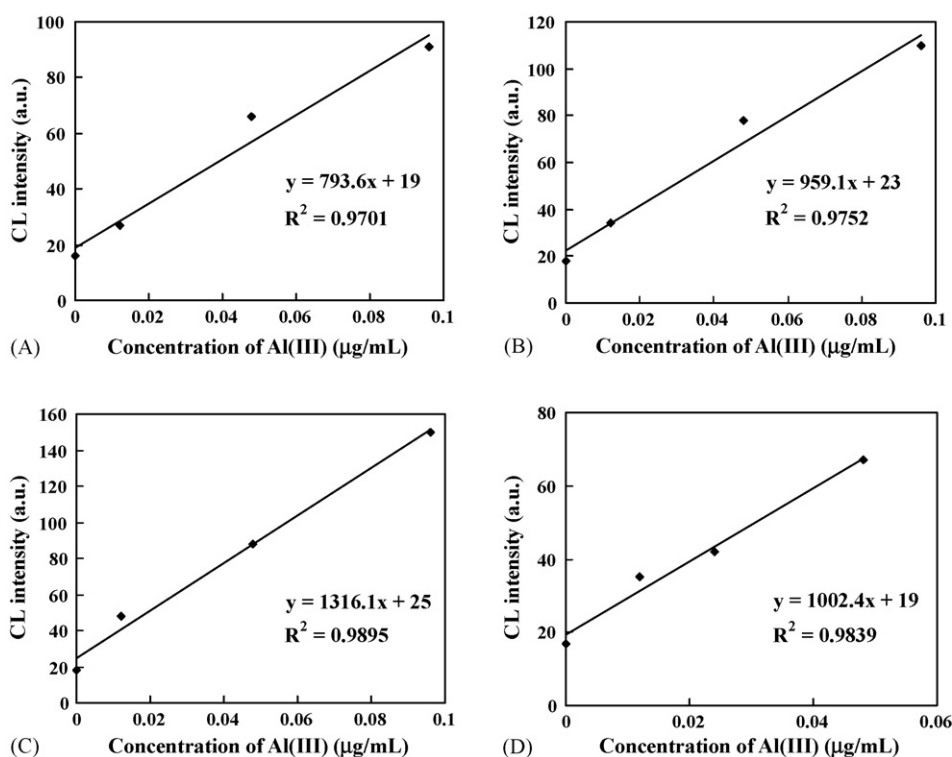 100
80
60
40
20
0
CL intensity (a.u.)
y = 793.6x + 19
R² = 0.9701
0 0.02 0.04 0.06 0.08 0.1
(A) Concentration of Al(III) (μg/mL)
120
100
80
60
40
20
0
CL intensity (a.u.)
y = 959.1x + 23
R² = 0.9752
0 0.02 0.04 0.06 0.08 0.1
(B) Concentration of Al(III) (μg/mL)
160
140
120
100
80
60
40
20
0
CL intensity (a.u.)
y = 1316.1x + 25
R² = 0.9895
0 0.02 0.04 0.06 0.08 0.1
(C) Concentration of Al(III) (μg/mL)
80
60
40
20
0
CL intensity (a.u.)
y = 1002.4x + 19
R² = 0.9839
0 0.02 0.04 0.06
(D) Concentration of Al(III) (μg/mL)